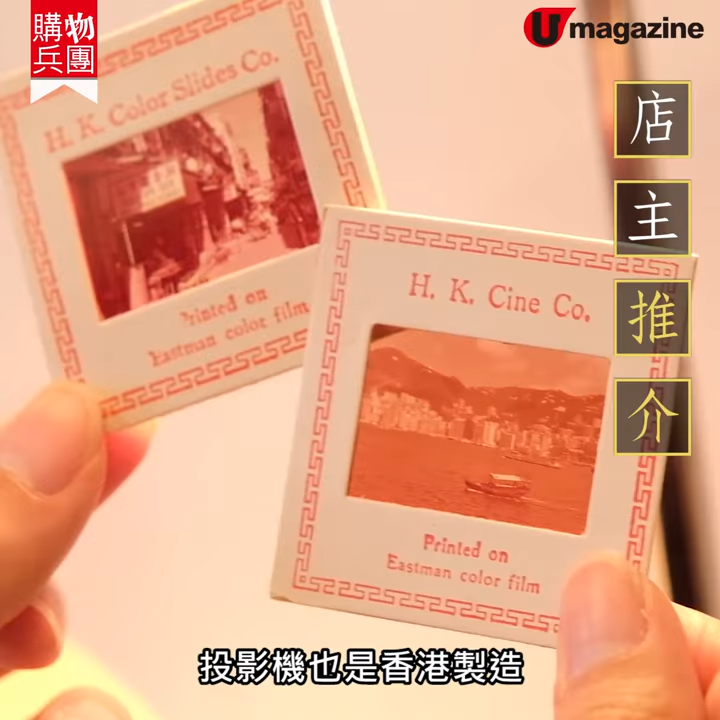 購物
兵團
U magazine
店主推介
H. K. Color Slides Co.
Printed on
Eastman color film
H. K. Cine Co.
Printed on
Eastman color film
投影機也是香港製造